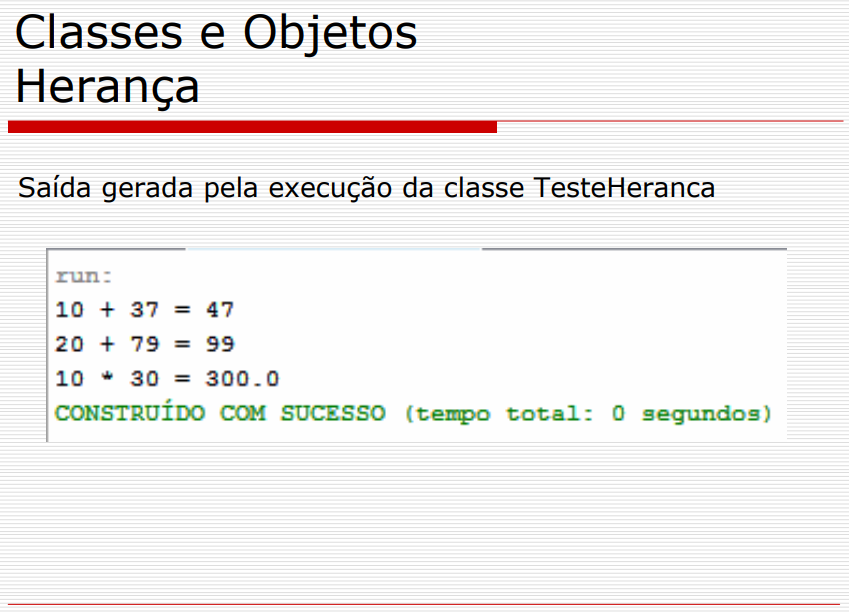 Classes e Objetos
Herança
Saída gerada pela execução da classe TesteHeranca
run:
10 + 37 = 47
20 + 79 = 99
10 * 30 = 300.0
CONSTRUÍDO COM SUCESSO (tempo total: 0 segundos)